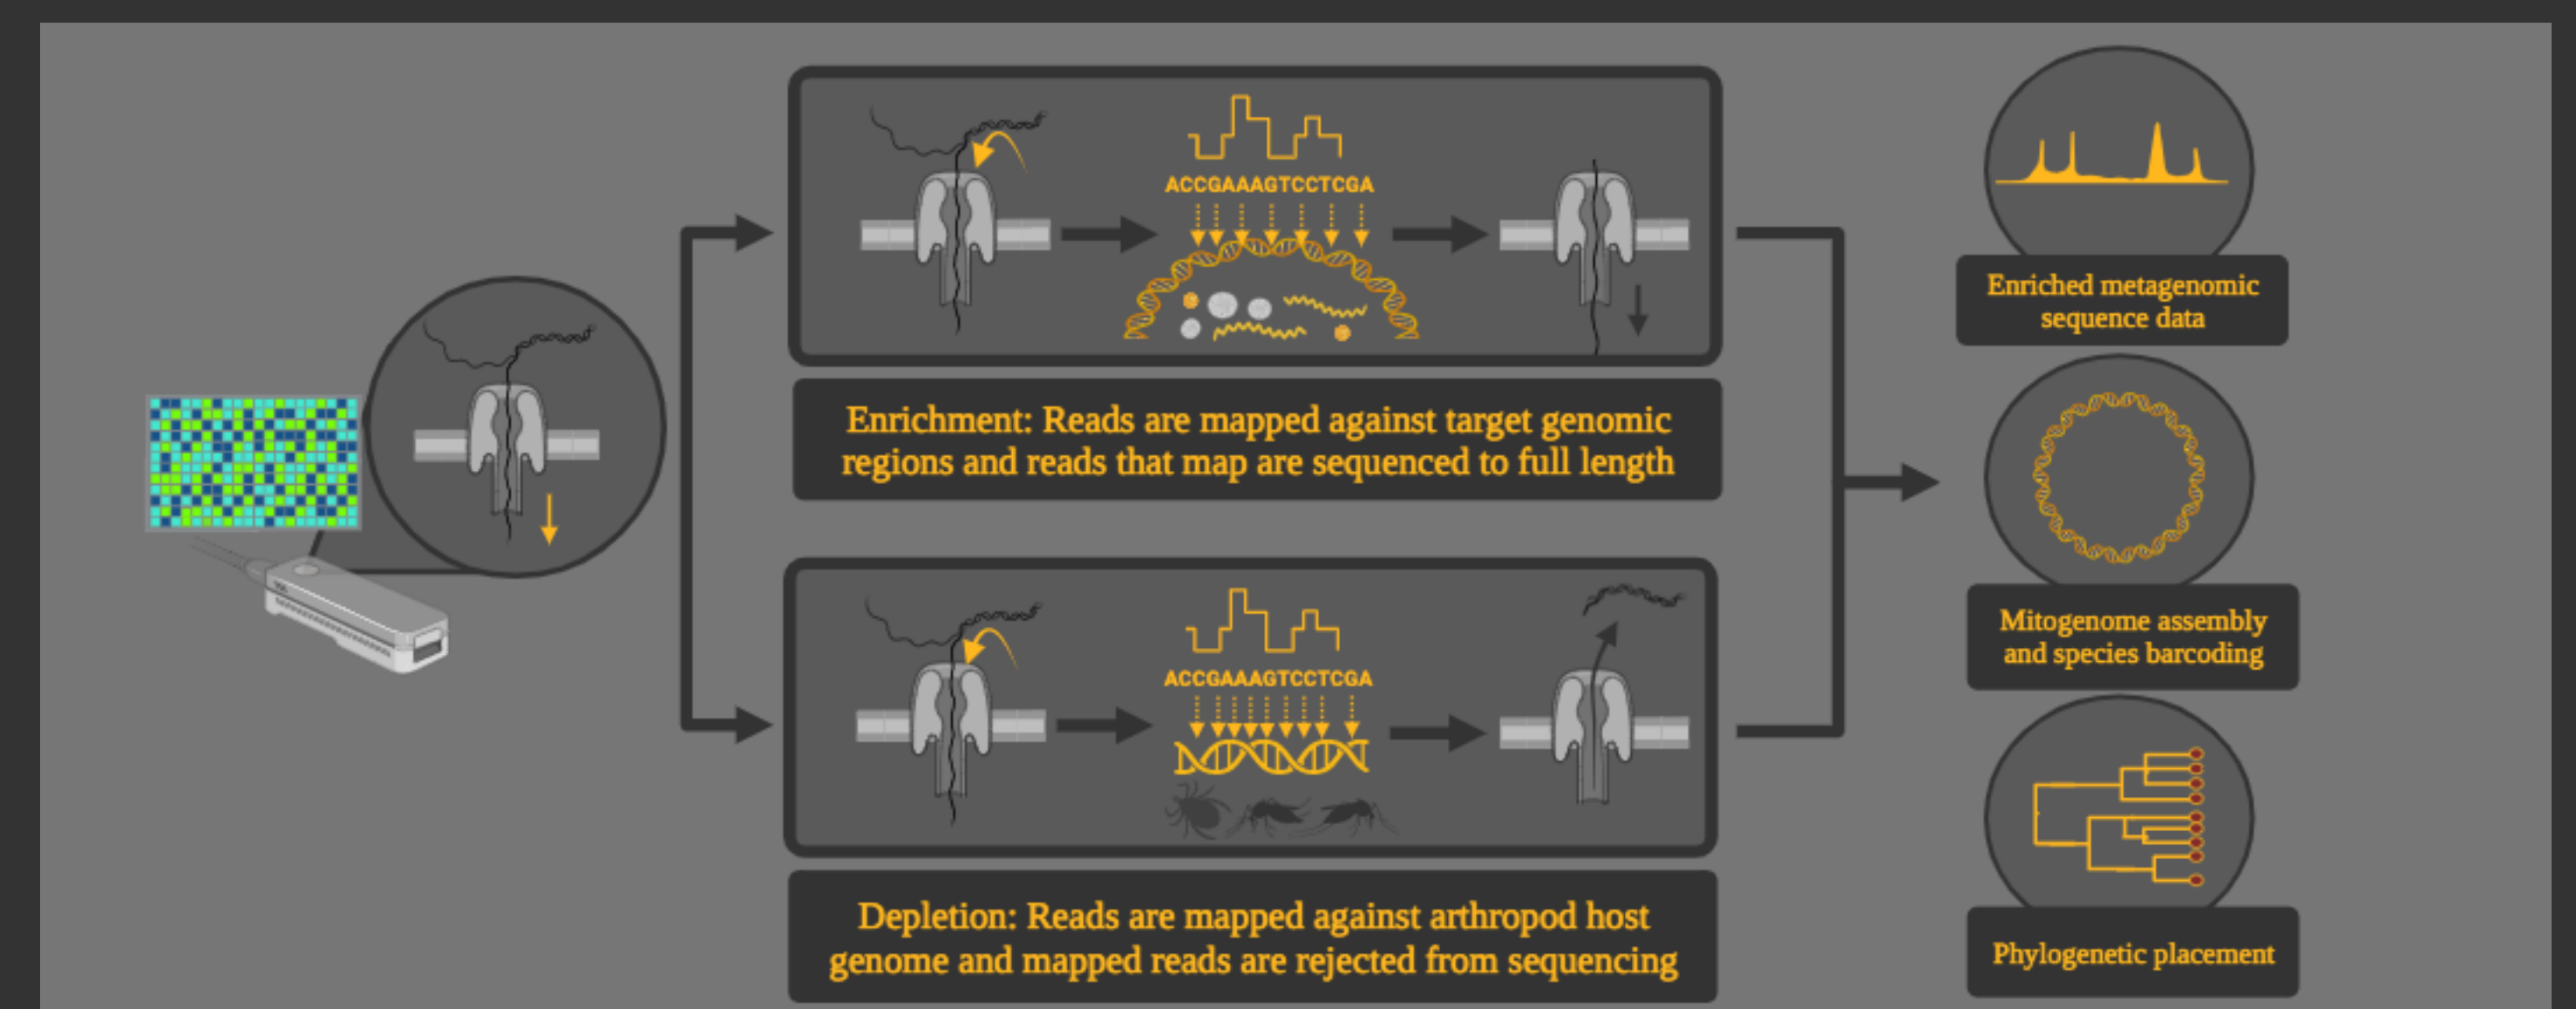 ACCGAAAGTCCTCGA
Enrichment: Reads are mapped against target genomic
regions and reads that map are sequenced to full length
ACCGAAAGTCCTCGA
Depletion: Reads are mapped against arthropod host
genome and mapped reads are rejected from sequencing
Enriched metagenomic
sequence data
Mitogenome assembly
and species barcoding
Phylogenetic placement